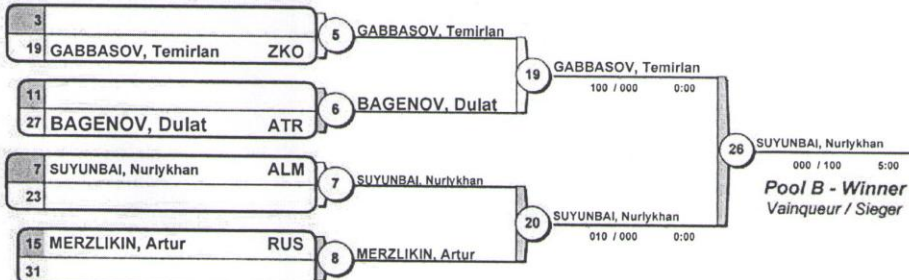 3
19 GABBASOV, Temirlan ZKO
5
GABBASOV, Temirlan
11
27 BAGENOV, Dulat ATR
6
BAGENOV, Dulat
19
GABBASOV, Temirlan
100 / 000 0:00
7 SUYUNBAI, Nurlykhan ALM
23
7
SUYUNBAI, Nurlykhan
15 MERZLIKIN, Artur RUS
31
8
MERZLIKIN, Artur
20
SUYUNBAI, Nurlykhan
010 / 000 0:00
26
SUYUNBAI, Nurlykhan
000 / 100 5:00
Pool B - Winner
Vainqueur / Sieger